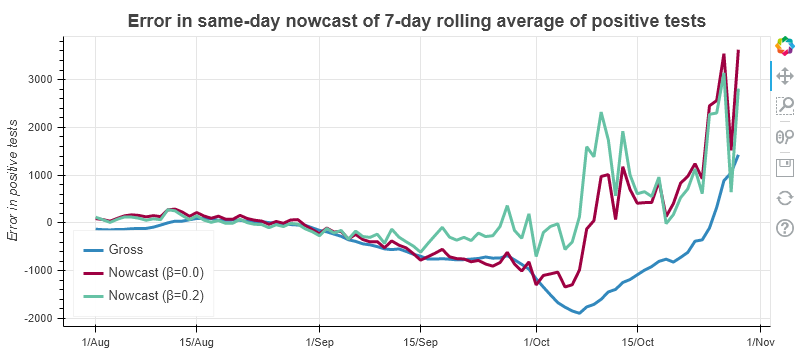 Error in same-day nowcast of 7-day rolling average of positive tests
Error in positive tests
3000
2000
1000
0
-1000
-2000
Gross
Nowcast (β=0.0)
Nowcast (β=0.2)
1/Aug 15/Aug 1/Sep 15/Sep 1/Oct 15/Oct 1/Nov